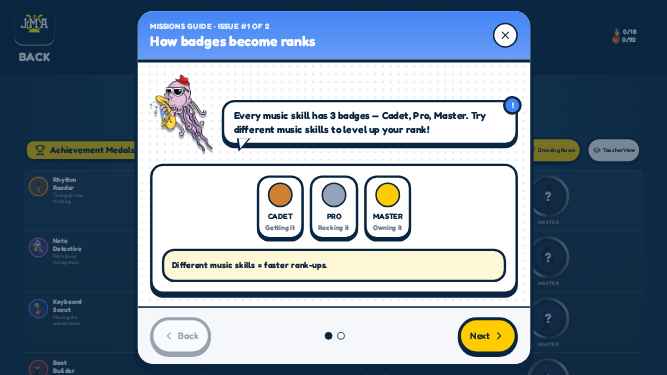 JMA
BACK
0/18
0/92
MISSIONS GUIDE · ISSUE #1 OF 2
How badges become ranks
Every music skill has 3 badges — Cadet, Pro, Master. Try
different music skills to level up your rank!
!
CADET
Getting it
PRO
Rocking it
MASTER
Owning it
Different music skills = faster rank-ups.
Back
Next
Achievement Medals
Teacher View
Rhythm
Reader
Note
Detective
Keyboard
Scout
Beat
Builder
?
MASTER
?
MASTER
?
MASTER